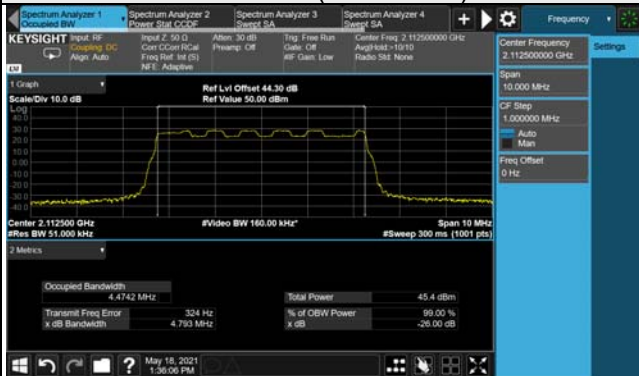 Spectrum Analyzer 1
Occupied BW
Spectrum Analyzer 2
Power Stat CCDF
Spectrum Analyzer 3
Swept SA
Spectrum Analyzer 4
Swept SA
Frequency
KEYSIGHT
Input: RF
Coupling: DC
Align: Auto
Input Z: 50 Ω
Corr CCorr RCal
Freq Ref: Int (S)
NFE: Adaptive
Atten: 30 dB
Preamp: Off
Trig: Free Run
Gate: Off
#IF Gain: Low
Center Freq: 2.112500000 GHz
Avg|Hold:>10/10
Radio Std: None
Center Frequency
2.112500000 GHz
Settings
Span
10.000 MHz
CF Step
1.000000 MHz
Auto
Man
Freq Offset
0 Hz
1 Graph
Scale/Div 10.0 dB
Ref Lvl Offset 44.30 dB
Ref Value 50.00 dBm
Log
40.0
30.0
20.0
10.0
0.00
-10.0
-20.0
-30.0
-40.0
Center 2.112500 GHz
#Res BW 51.000 kHz
#Video BW 160.00 kHz*
Span 10 MHz
#Sweep 300 ms (1001 pts)
2 Metrics
Occupied Bandwidth
4.4742 MHz
Total Power 45.4 dBm
Transmit Freq Error 324 Hz
% of OBW Power 99.00 %
x dB Bandwidth 4.793 MHz
x dB -26.00 dB
May 18, 2021
1:36:06 PM